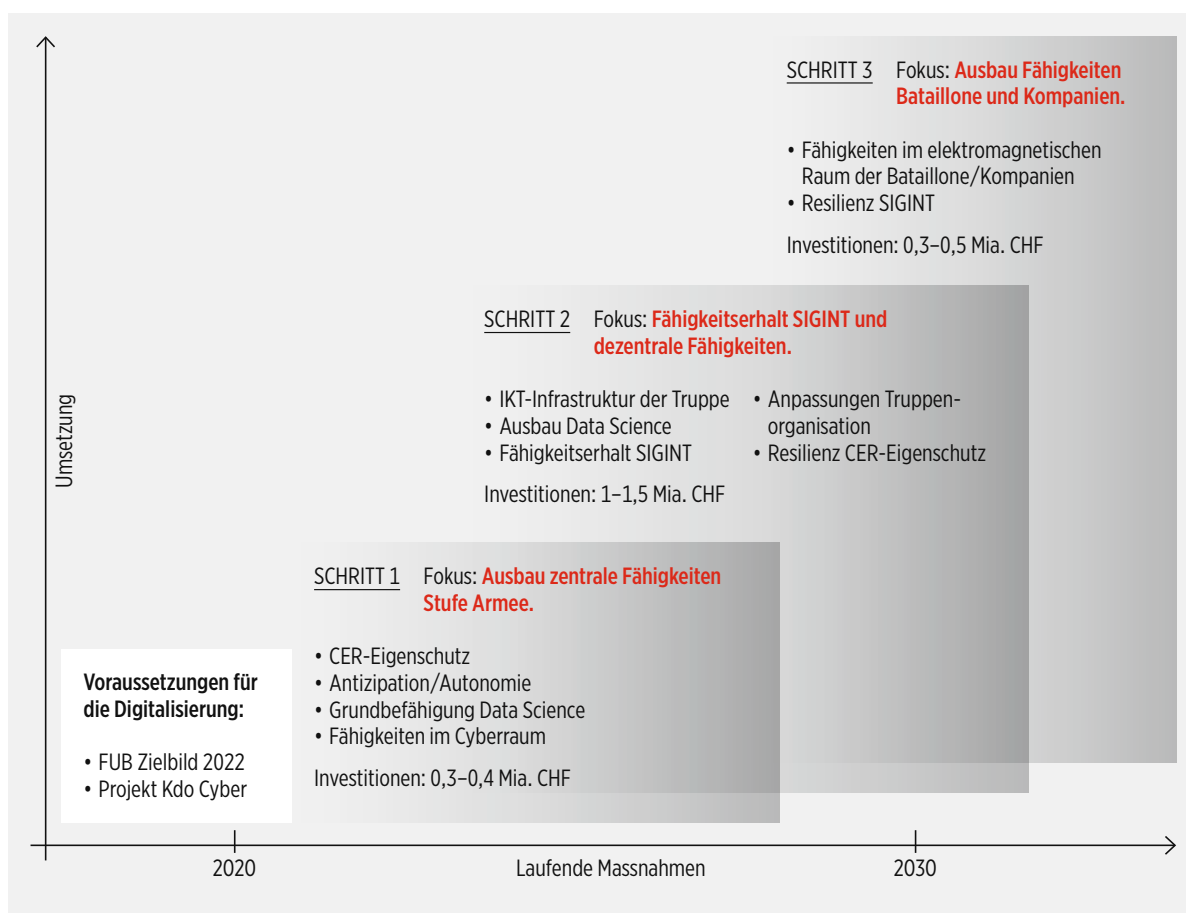 Umsetzung
SCHRITT 3 Fokus: Ausbau Fähigkeiten
Bataillone und Kompanien.
• Fähigkeiten im elektromagnetischen
Raum der Bataillone/Kompanien
• Resilienz SIGINT
Investitionen: 0,3–0,5 Mia. CHF
SCHRITT 2 Fokus: Fähigkeitserhalt SIGINT und
dezentrale Fähigkeiten.
• IKT-Infrastruktur der Truppe
• Ausbau Data Science
• Fähigkeitserhalt SIGINT
• Anpassungen Truppen-
organisation
• Resilienz CER-Eigenschutz
Investitionen: 1–1,5 Mia. CHF
SCHRITT 1 Fokus: Ausbau zentrale Fähigkeiten
Stufe Armee.
• CER-Eigenschutz
• Antizipation/Autonomie
• Grundbefähigung Data Science
• Fähigkeiten im Cyberraum
Investitionen: 0,3–0,4 Mia. CHF
Voraussetzungen für
die Digitalisierung:
• FUB Zielbild 2022
• Projekt Kdo Cyber
2020 Laufende Massnahmen 2030